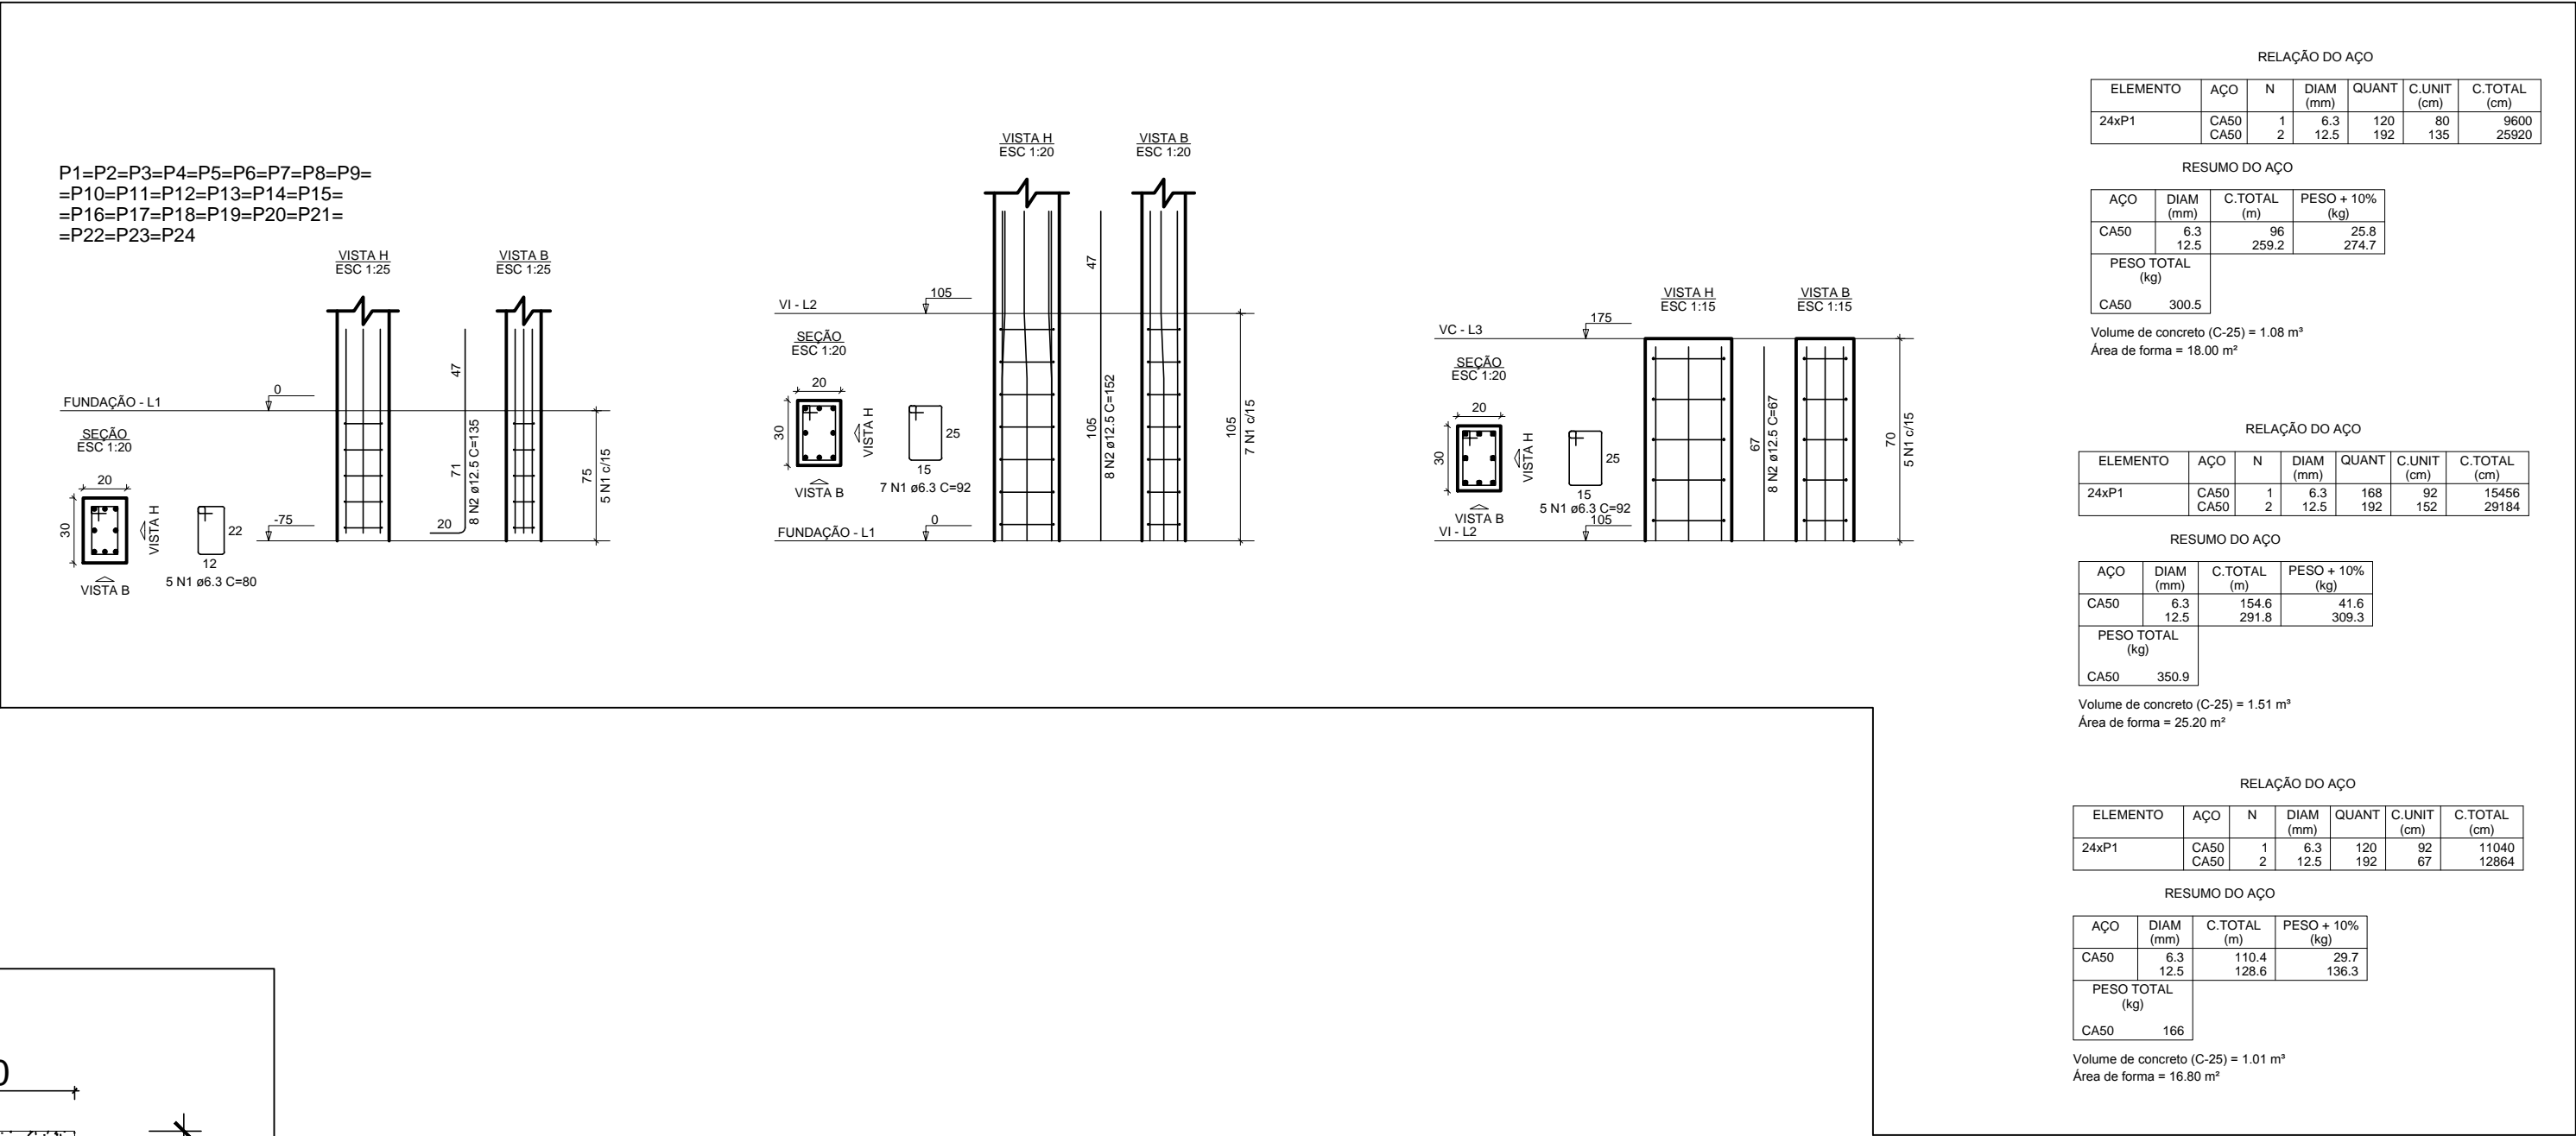 P1=P2=P3=P4=P5=P6=P7=P8=P9=
=P10=P11=P12=P13=P14=P15=
=P16=P17=P18=P19=P20=P21=
=P22=P23=P24
VISTA H
ESC 1:25
VISTA B
ESC 1:25
FUNDAÇÃO - L1
0
SEÇÃO
ESC 1:20
20
30
VISTA H
VISTA B
22
12
5 N1 ø6.3 C=80
-75
47
71
8 N2 ø12.5 C=135
20
75
5 N1 c/15
VISTA H
ESC 1:20
VISTA B
ESC 1:20
VI - L2
105
SEÇÃO
ESC 1:20
20
30
VISTA H
VISTA B
25
15
7 N1 ø6.3 C=92
FUNDAÇÃO - L1
0
47
105
8 N2 ø12.5 C=152
105
7 N1 c/15
VISTA H
ESC 1:15
VISTA B
ESC 1:15
VC - L3
175
SEÇÃO
ESC 1:20
20
30
VISTA H
VISTA B
25
15
5 N1 ø6.3 C=92
VI - L2
105
67
8 N2 ø12.5 C=67
70
5 N1 c/15
RELAÇÃO DO AÇO
ELEMENTO AÇO N DIAM QUANT C.UNIT C.TOTAL
(mm) (cm) (cm)
24xP1 CA50 1 6.3 120 80 9600
CA50 2 12.5 192 135 25920
RESUMO DO AÇO
AÇO DIAM C.TOTAL PESO + 10%
(mm) (m) (kg)
CA50 6.3 96 25.8
12.5 259.2 274.7
PESO TOTAL
(kg)
CA50 300.5
Volume de concreto (C-25) = 1.08 m³
Área de forma = 18.00 m²
RELAÇÃO DO AÇO
ELEMENTO AÇO N DIAM QUANT C.UNIT C.TOTAL
(mm) (cm) (cm)
24xP1 CA50 1 6.3 168 92 15456
CA50 2 12.5 192 152 29184
RESUMO DO AÇO
AÇO DIAM C.TOTAL PESO + 10%
(mm) (m) (kg)
CA50 6.3 154.6 41.6
12.5 291.8 309.3
PESO TOTAL
(kg)
CA50 350.9
Volume de concreto (C-25) = 1.51 m³
Área de forma = 25.20 m²
RELAÇÃO DO AÇO
ELEMENTO AÇO N DIAM QUANT C.UNIT C.TOTAL
(mm) (cm) (cm)
24xP1 CA50 1 6.3 120 92 11040
CA50 2 12.5 192 67 12864
RESUMO DO AÇO
AÇO DIAM C.TOTAL PESO + 10%
(mm) (m) (kg)
CA50 6.3 110.4 29.7
12.5 128.6 136.3
PESO TOTAL
(kg)
CA50 166
Volume de concreto (C-25) = 1.01 m³
Área de forma = 16.80 m²